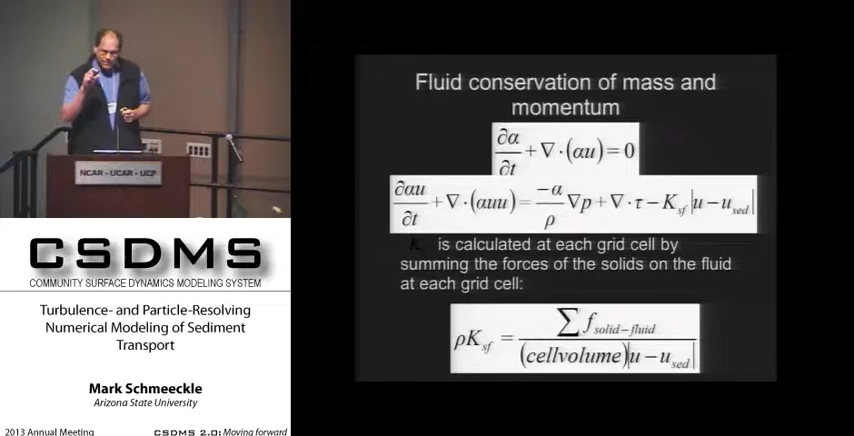 NCAR · UCAR · UCP
CSDMS
COMMUNITY SURFACE DYNAMICS MODELING SYSTEM
Turbulence- and Particle-Resolving
Numerical Modeling of Sediment
Transport
Mark Schmeeckle
Arizona State University
2013 Annual Meeting
CSDMS 2.0: Moving forward
Fluid conservation of mass and
momentum
∂α/∂t + ∇·(αu) = 0
∂αu/∂t + ∇·(αuu) = −α/ρ ∇p + ∇·τ − K_sf |u − u_sed|
K is calculated at each grid cell by
summing the forces of the solids on the fluid
at each grid cell:
ρK_sf = ∑ f_solid−fluid / (cellvolume)|u − u_sed|